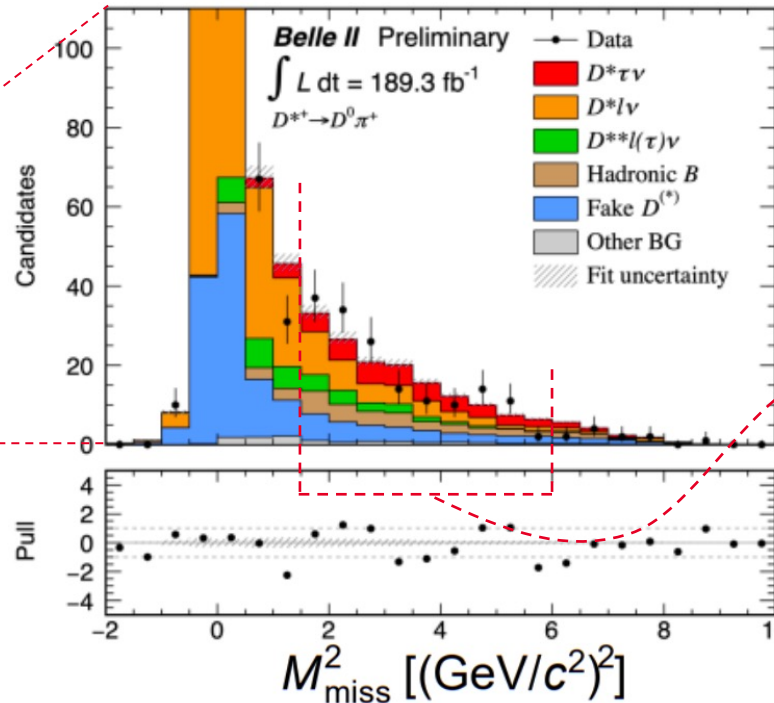 Belle II Preliminary
∫ L dt = 189.3 fb⁻¹
D*⁺→D⁰π⁺
Data
D*τν
D*lν
D**l(τ)ν
Hadronic B
Fake D⁽*⁾
Other BG
Fit uncertainty
Candidates
100
80
60
40
20
0
Pull
4
2
0
−2
−4
−2
0
2
4
6
8
M²miss [(GeV/c²)²]